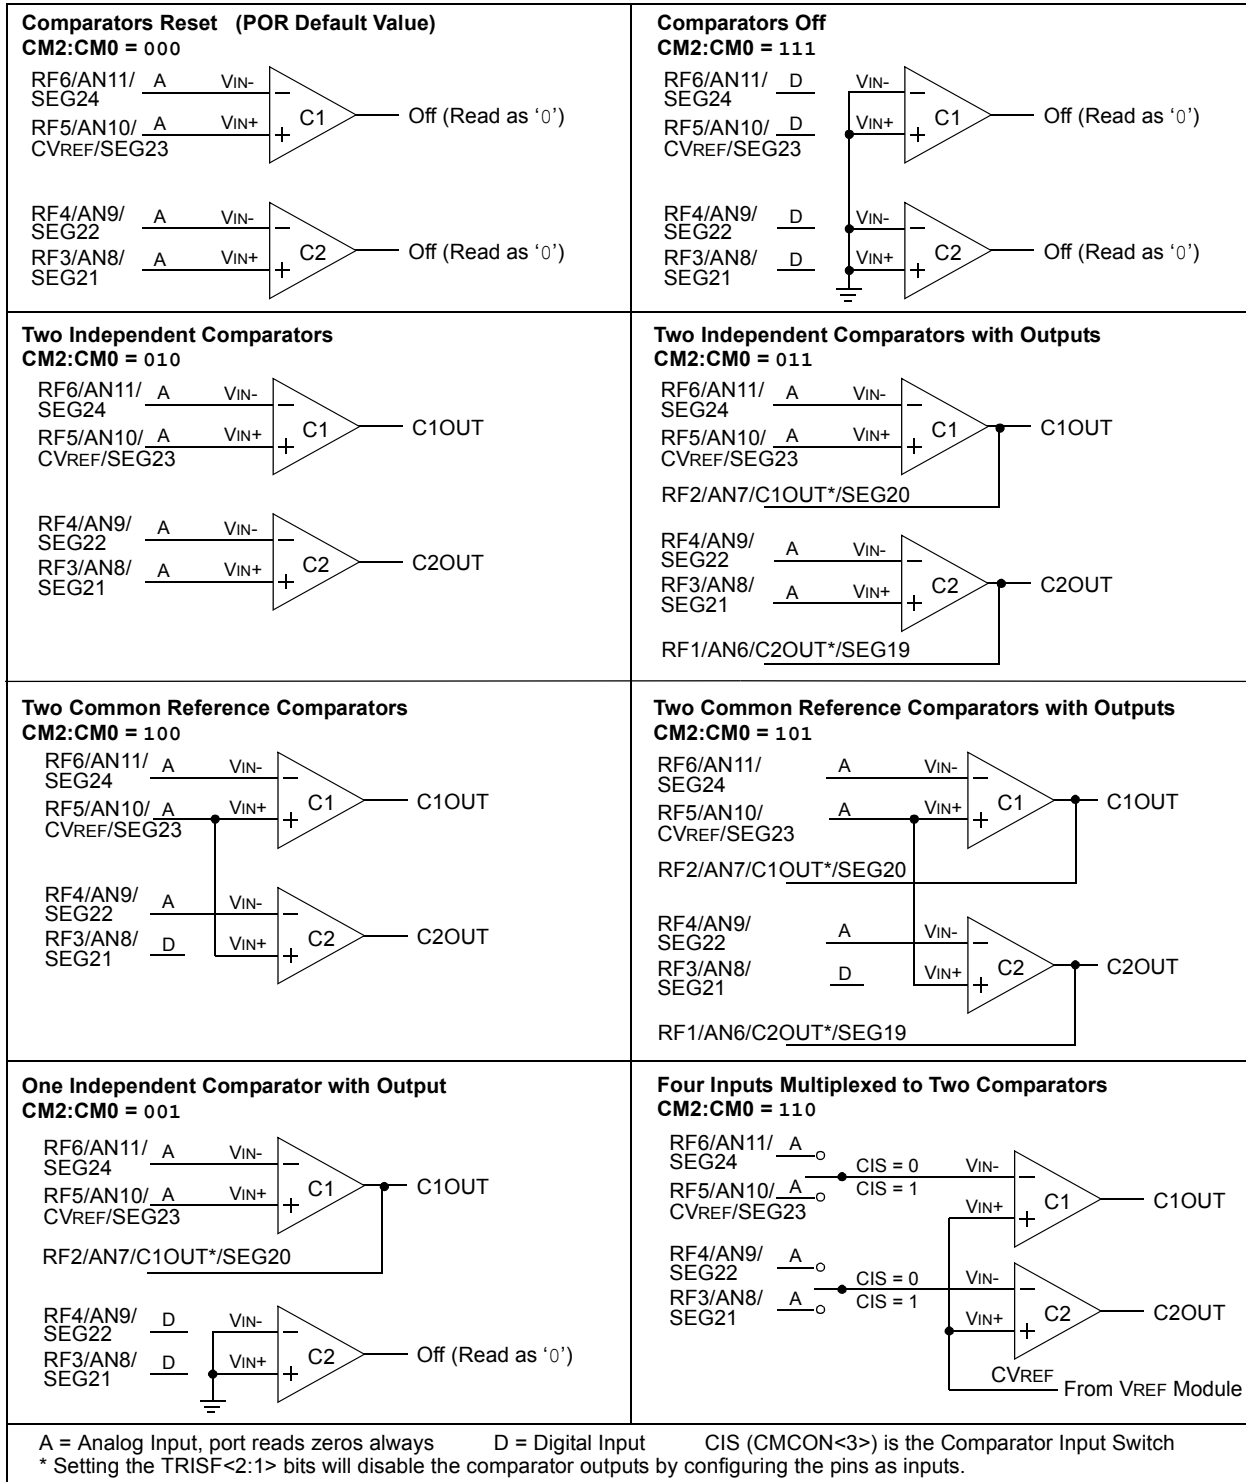 Comparators Reset (POR Default Value)
CM2:CM0 = 000
RF6/AN11/ A VIN-
SEG24
C1 Off (Read as ‘0’)
RF5/AN10/ A VIN+
CVREF/SEG23
RF4/AN9/ A VIN-
SEG22
C2 Off (Read as ‘0’)
RF3/AN8/ A VIN+
SEG21
Comparators Off
CM2:CM0 = 111
RF6/AN11/ D VIN-
SEG24
C1 Off (Read as ‘0’)
RF5/AN10/ D VIN+
CVREF/SEG23
RF4/AN9/ D VIN-
SEG22
C2 Off (Read as ‘0’)
RF3/AN8/ D VIN+
SEG21
Two Independent Comparators
CM2:CM0 = 010
RF6/AN11/ A VIN-
SEG24
C1 C1OUT
RF5/AN10/ A VIN+
CVREF/SEG23
RF4/AN9/ A VIN-
SEG22
C2 C2OUT
RF3/AN8/ A VIN+
SEG21
Two Independent Comparators with Outputs
CM2:CM0 = 011
RF6/AN11/ A VIN-
SEG24
C1 C1OUT
RF5/AN10/ A VIN+
CVREF/SEG23
RF2/AN7/C1OUT*/SEG20
RF4/AN9/ A VIN-
SEG22
C2 C2OUT
RF3/AN8/ A VIN+
SEG21
RF1/AN6/C2OUT*/SEG19
Two Common Reference Comparators
CM2:CM0 = 100
RF6/AN11/ A VIN-
SEG24
C1 C1OUT
RF5/AN10/ A VIN+
CVREF/SEG23
RF4/AN9/ A VIN-
SEG22
C2 C2OUT
RF3/AN8/ D VIN+
SEG21
Two Common Reference Comparators with Outputs
CM2:CM0 = 101
RF6/AN11/ A VIN-
SEG24
C1 C1OUT
RF5/AN10/ A VIN+
CVREF/SEG23
RF2/AN7/C1OUT*/SEG20
RF4/AN9/ A VIN-
SEG22
C2 C2OUT
RF3/AN8/ D VIN+
SEG21
RF1/AN6/C2OUT*/SEG19
One Independent Comparator with Output
CM2:CM0 = 001
RF6/AN11/ A VIN-
SEG24
C1 C1OUT
RF5/AN10/ A VIN+
CVREF/SEG23
RF2/AN7/C1OUT*/SEG20
RF4/AN9/ D VIN-
SEG22
C2 Off (Read as ‘0’)
RF3/AN8/ D VIN+
SEG21
Four Inputs Multiplexed to Two Comparators
CM2:CM0 = 110
RF6/AN11/ A
SEG24
CIS = 0 VIN-
RF5/AN10/ A CIS = 1
CVREF/SEG23
VIN+ C1 C1OUT
RF4/AN9/ A
SEG22
CIS = 0 VIN-
RF3/AN8/ A CIS = 1
SEG21
VIN+ C2 C2OUT
CVREF
From VREF Module
A = Analog Input, port reads zeros always D = Digital Input CIS (CMCON<3>) is the Comparator Input Switch
* Setting the TRISF<2:1> bits will disable the comparator outputs by configuring the pins as inputs.